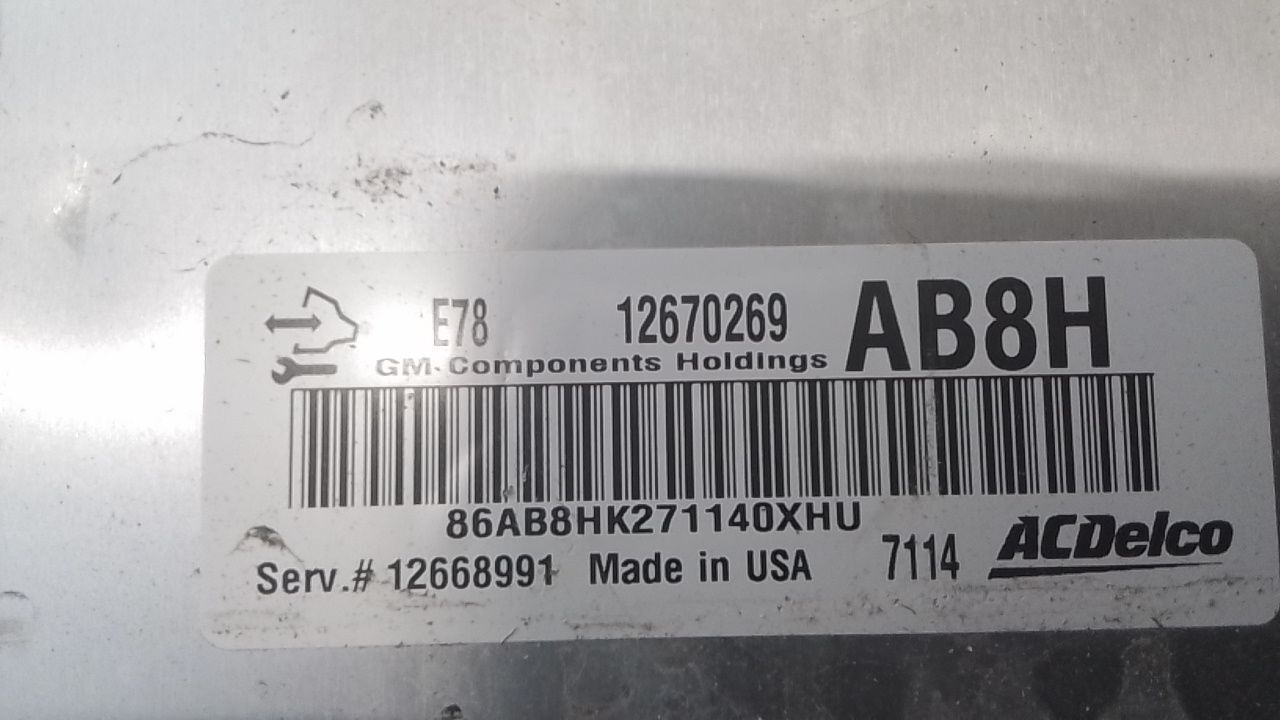 E78 12670269 AB8H
GM Components Holdings
86AB8HK271140XHU
Serv.# 12668991 Made in USA 7114 ACDelco